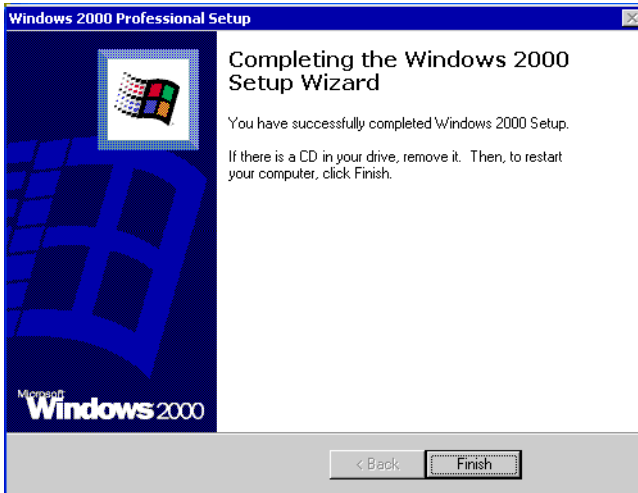 Windows 2000 Professional Setup
Completing the Windows 2000
Setup Wizard
You have successfully completed Windows 2000 Setup.
If there is a CD in your drive, remove it. Then, to restart
your computer, click Finish.
Microsoft
Windows 2000
< Back
Finish